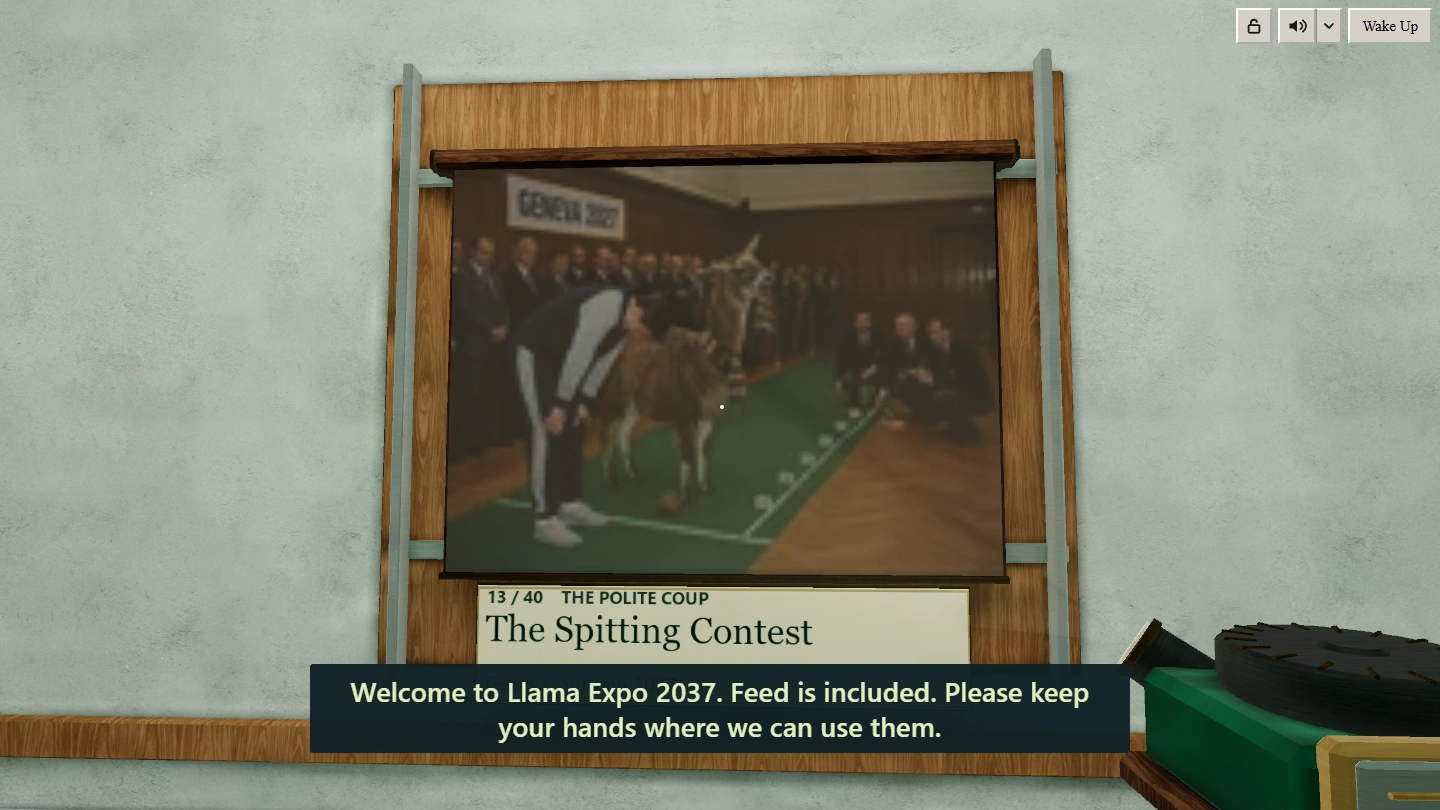 Wake Up
GENEVA 2027
13 / 40 THE POLITE COUP
The Spitting Contest
Welcome to Llama Expo 2037. Feed is included. Please keep
your hands where we can use them.